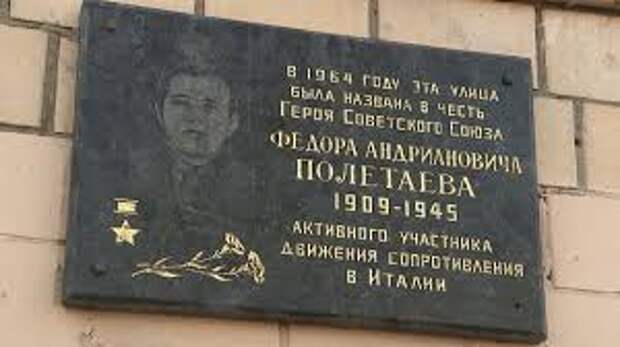 В 1964 ГОДУ ЭТА УЛИЦА
БЫЛА НАЗВАНА В ЧЕСТЬ
ГЕРОЯ СОВЕТСКОГО СОЮЗА
ФЕДОРА АНДРИАНОВИЧА
ПОЛЕТАЕВА
1909-1945
АКТИВНОГО УЧАСТНИКА
ДВИЖЕНИЯ СОПРОТИВЛЕНИЯ
В ИТАЛИИ